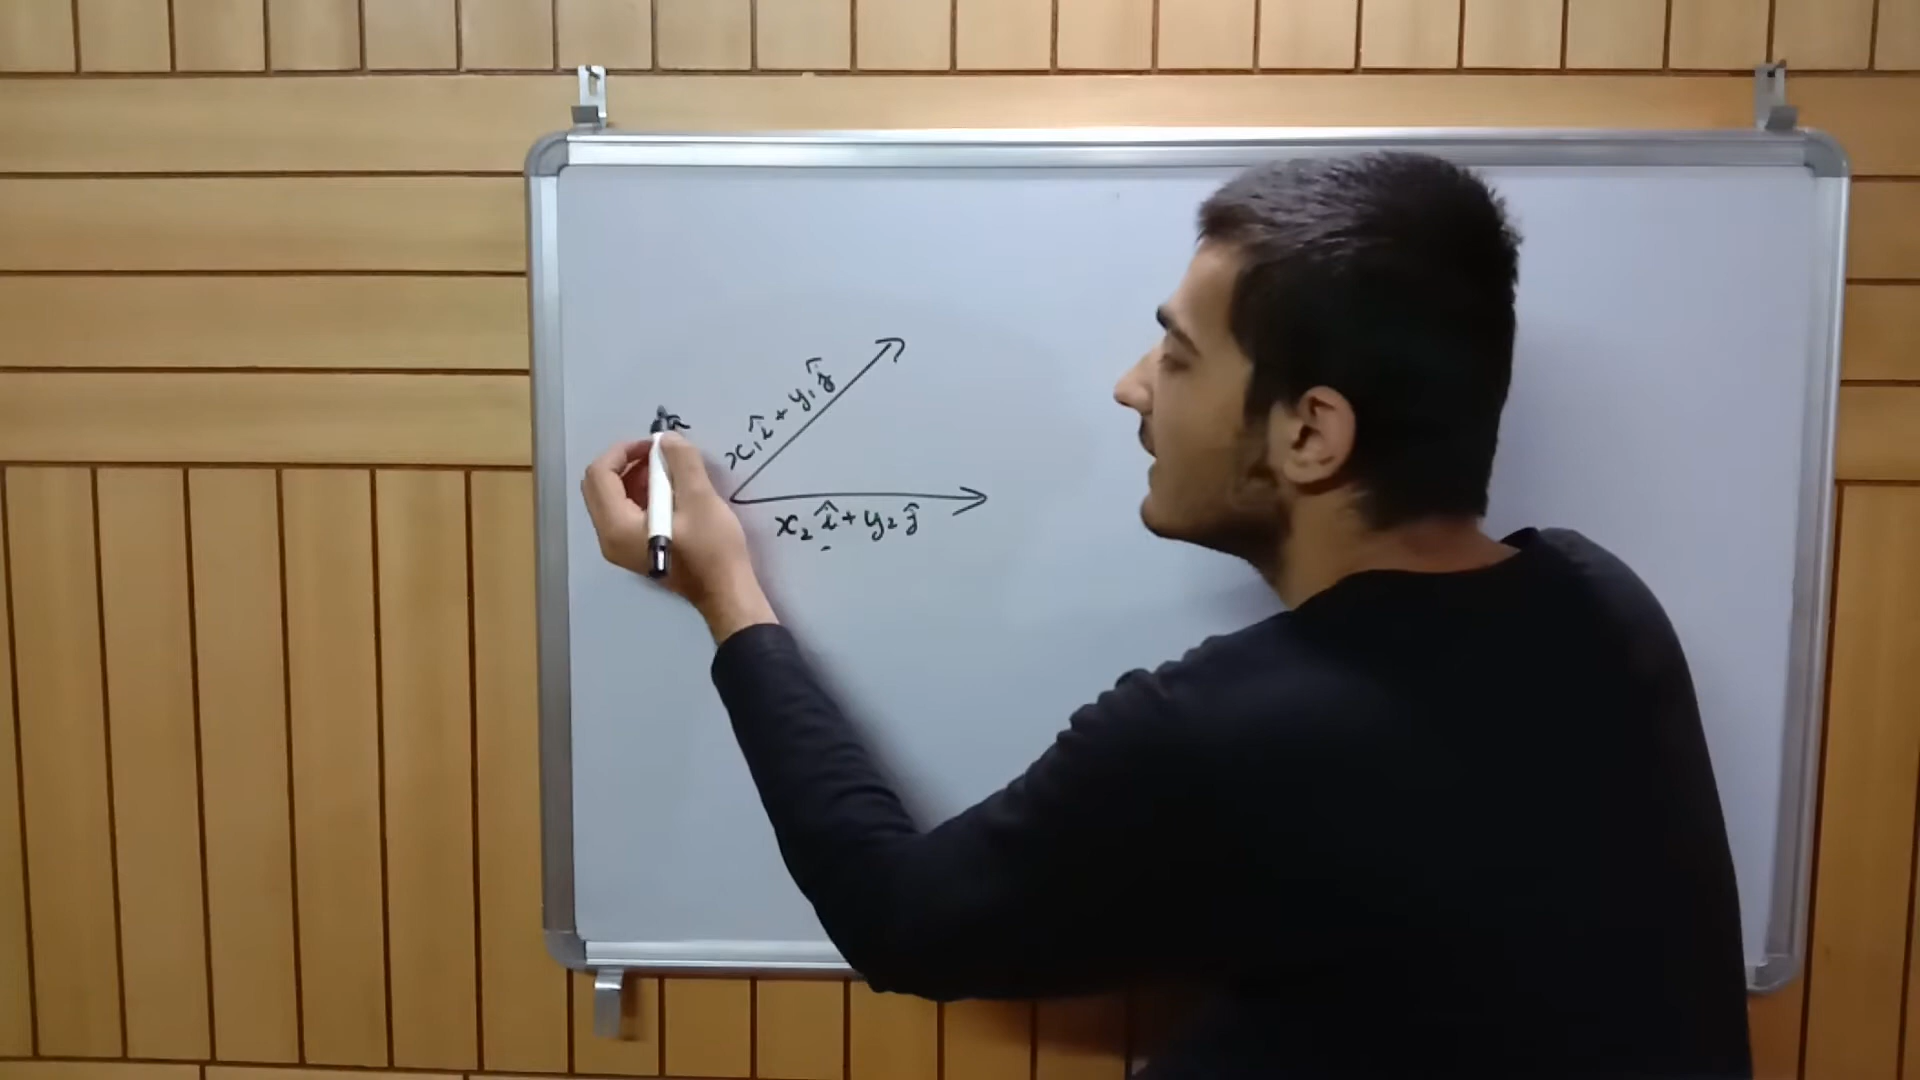 x₁î + y₁ĵ
x₂î + y₂ĵ